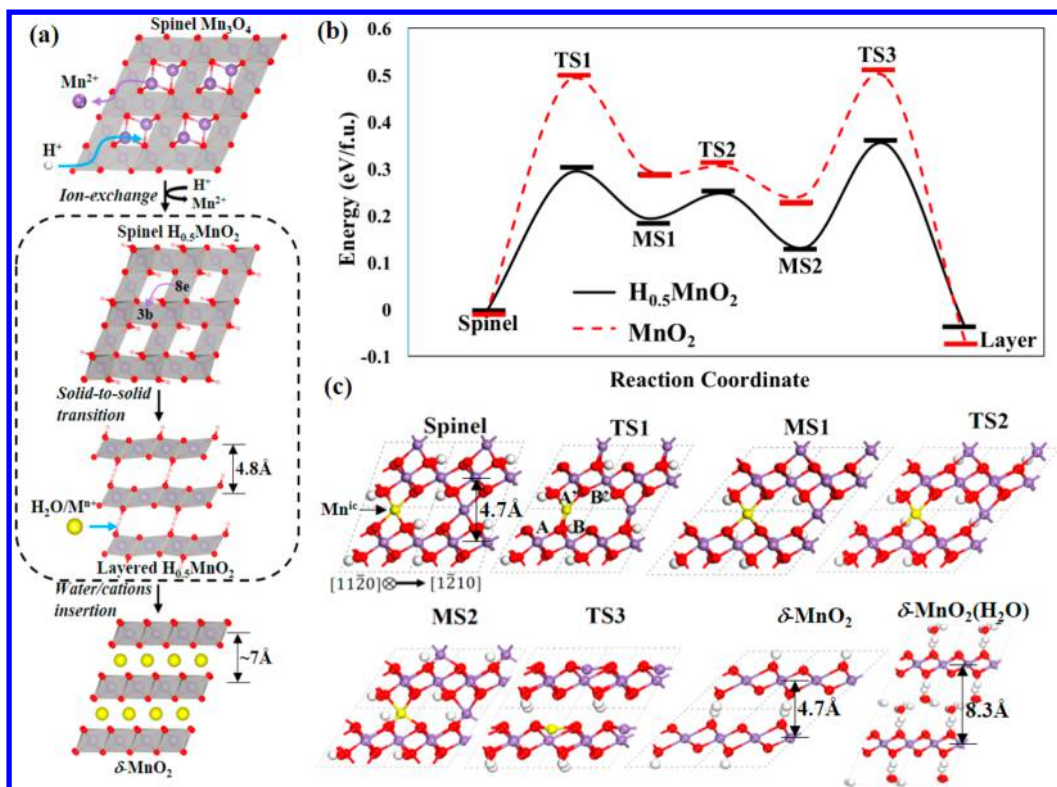 (a)
Spinel Mn₃O₄
Mn²⁺
H⁺
Ion-exchange
H⁺
Mn²⁺
Spinel H₀.₅MnO₂
8e
3b
Solid-to-solid
transition
4.8Å
H₂O/Mⁿ⁺
Layered H₀.₅MnO₂
Water/cations
insertion
~7Å
δ-MnO₂
(b)
Energy (eV/f.u.)
0.6
0.5
0.4
0.3
0.2
0.1
0
-0.1
TS1
TS2
TS3
MS1
MS2
Spinel
Layer
H₀.₅MnO₂
MnO₂
Reaction Coordinate
(c)
Spinel
TS1
MS1
TS2
Mnⁱᶜ
4.7Å
A' B'
A B
[112̄0]⊗ → [12̄10]
MS2
TS3
δ-MnO₂
δ-MnO₂(H₂O)
4.7Å
8.3Å